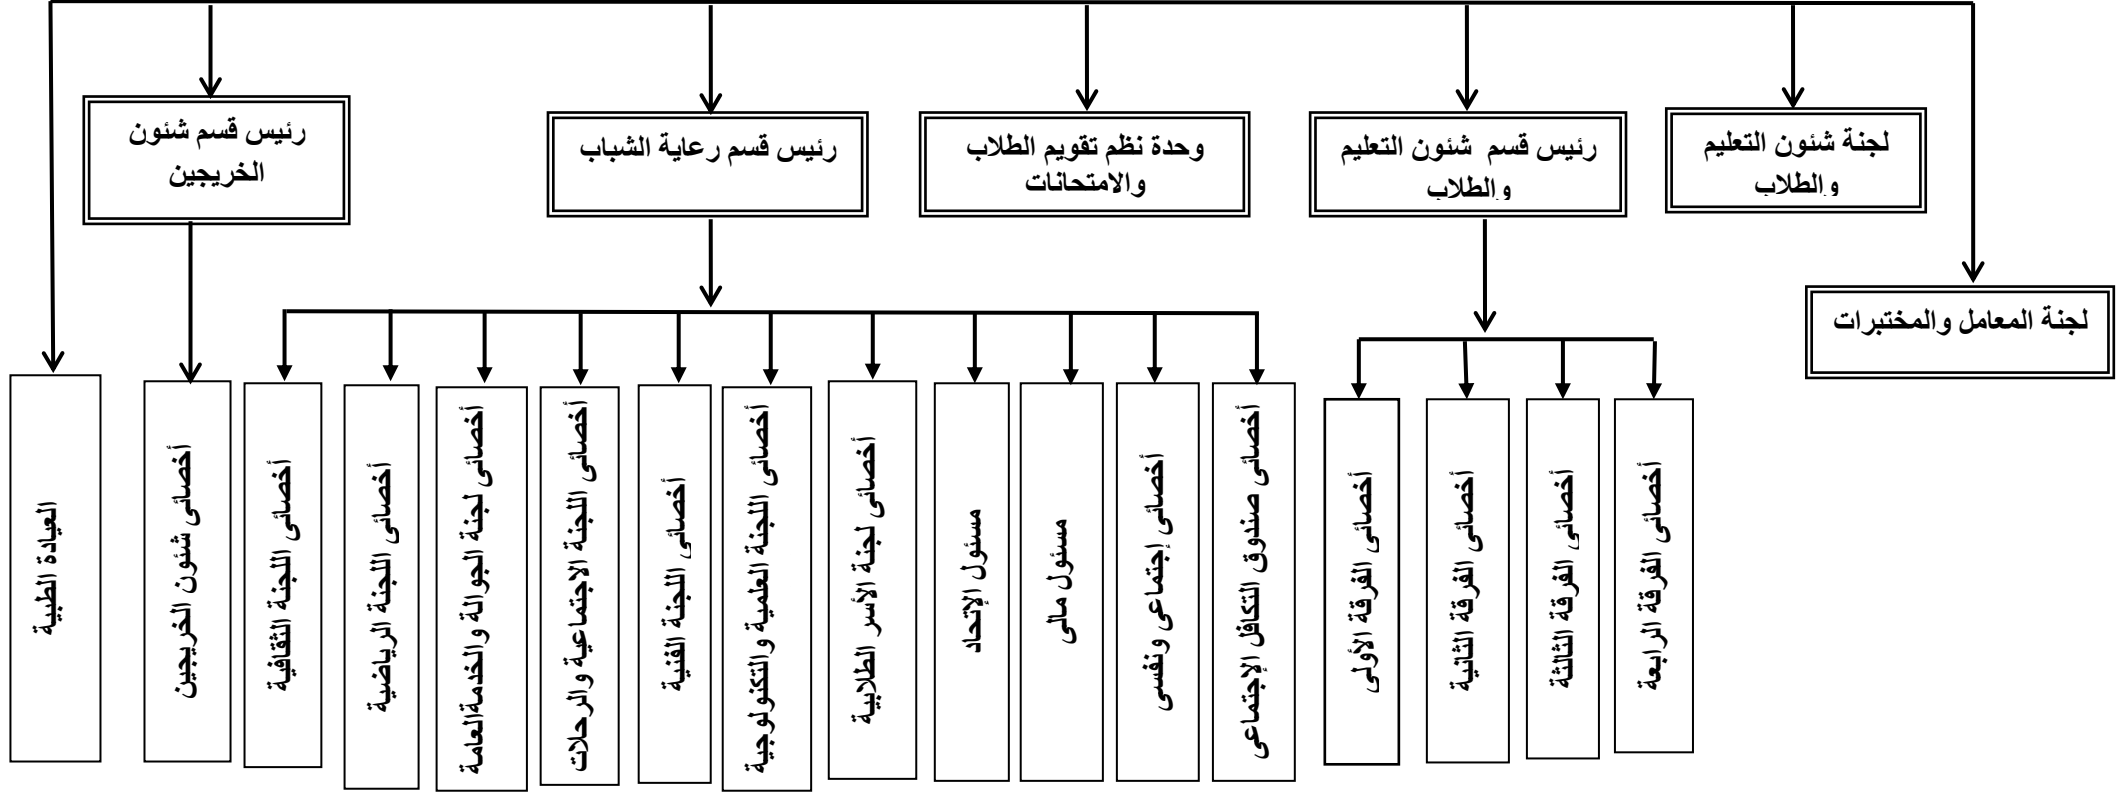 لجنة شئون التعليم
والطلاب
رئيس قسم شئون التعليم
والطلاب
وحدة نظم تقويم الطلاب
والامتحانات
رئيس قسم رعاية الشباب
رئيس قسم شئون
الخريجين
لجنة المعامل والمختبرات
أخصائى الفرقة الرابعة
أخصائى الفرقة الثالثة
أخصائى الفرقة الثانية
أخصائى الفرقة الأولى
أخصائى صندوق التكافل الإجتماعى
أخصائى إجتماعى ونفسى
مسئول مالى
مسئول الإتحاد
أخصائى لجنة الأسر الطلابية
أخصائى اللجنة العلمية والتكنولوجية
أخصائى اللجنة الفنية
أخصائى اللجنة الاجتماعية والرحلات
أخصائى لجنة الجوالة والخدمةالعامة
أخصائى اللجنة الرياضية
أخصائى اللجنة الثقافية
أخصائى شئون الخريجين
العيادة الطبية